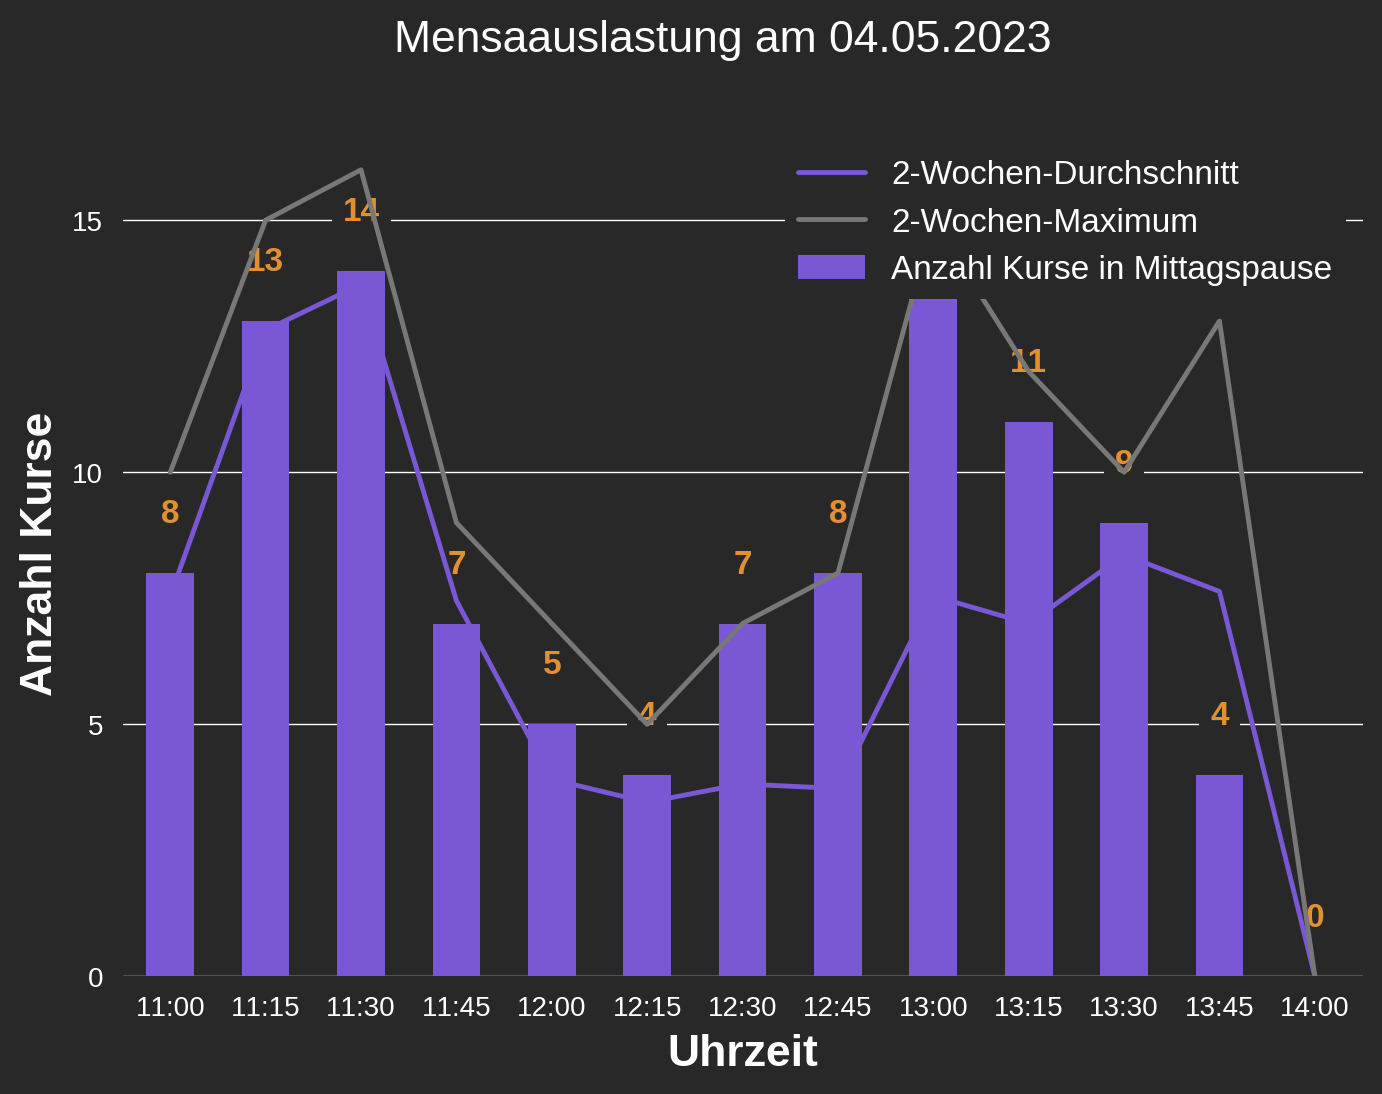 Mensaauslastung am 04.05.2023
2-Wochen-Durchschnitt
2-Wochen-Maximum
Anzahl Kurse in Mittagspause
Anzahl Kurse
15
10
5
0
8
13
14
7
5
4
7
8
11
9
4
0
11:00 11:15 11:30 11:45 12:00 12:15 12:30 12:45 13:00 13:15 13:30 13:45 14:00
Uhrzeit